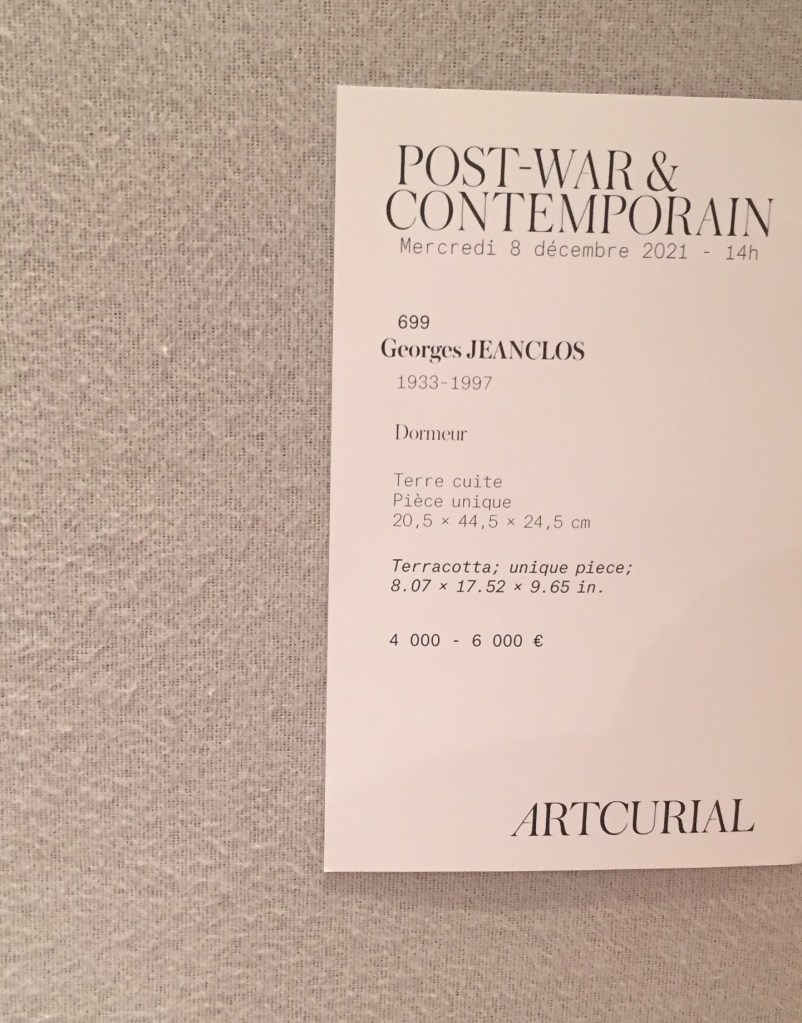 POST-WAR &
CONTEMPORAIN
Mercredi 8 décembre 2021 - 14h
699
Georges JEANCLOS
1933-1997
Dormeur
Terre cuite
Pièce unique
20,5 × 44,5 × 24,5 cm
Terracotta; unique piece;
8.07 × 17.52 × 9.65 in.
4 000 - 6 000 €
ARTCURIAL